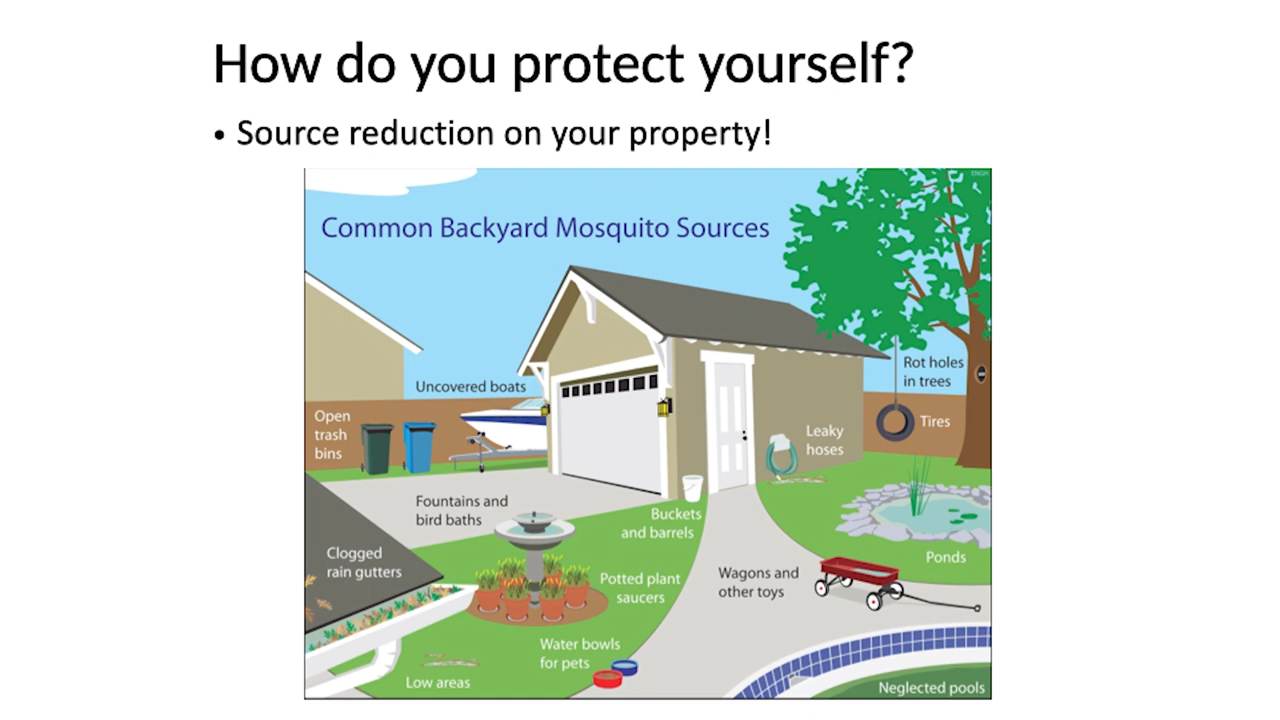 How do you protect yourself?
• Source reduction on your property!
ENGH
Common Backyard Mosquito Sources
Rot holes
in trees
Uncovered boats
Open
trash
bins
Tires
Leaky
hoses
Fountains and
bird baths
Buckets
and barrels
Clogged
rain gutters
Ponds
Potted plant
saucers
Wagons and
other toys
Water bowls
for pets
Low areas
Neglected pools